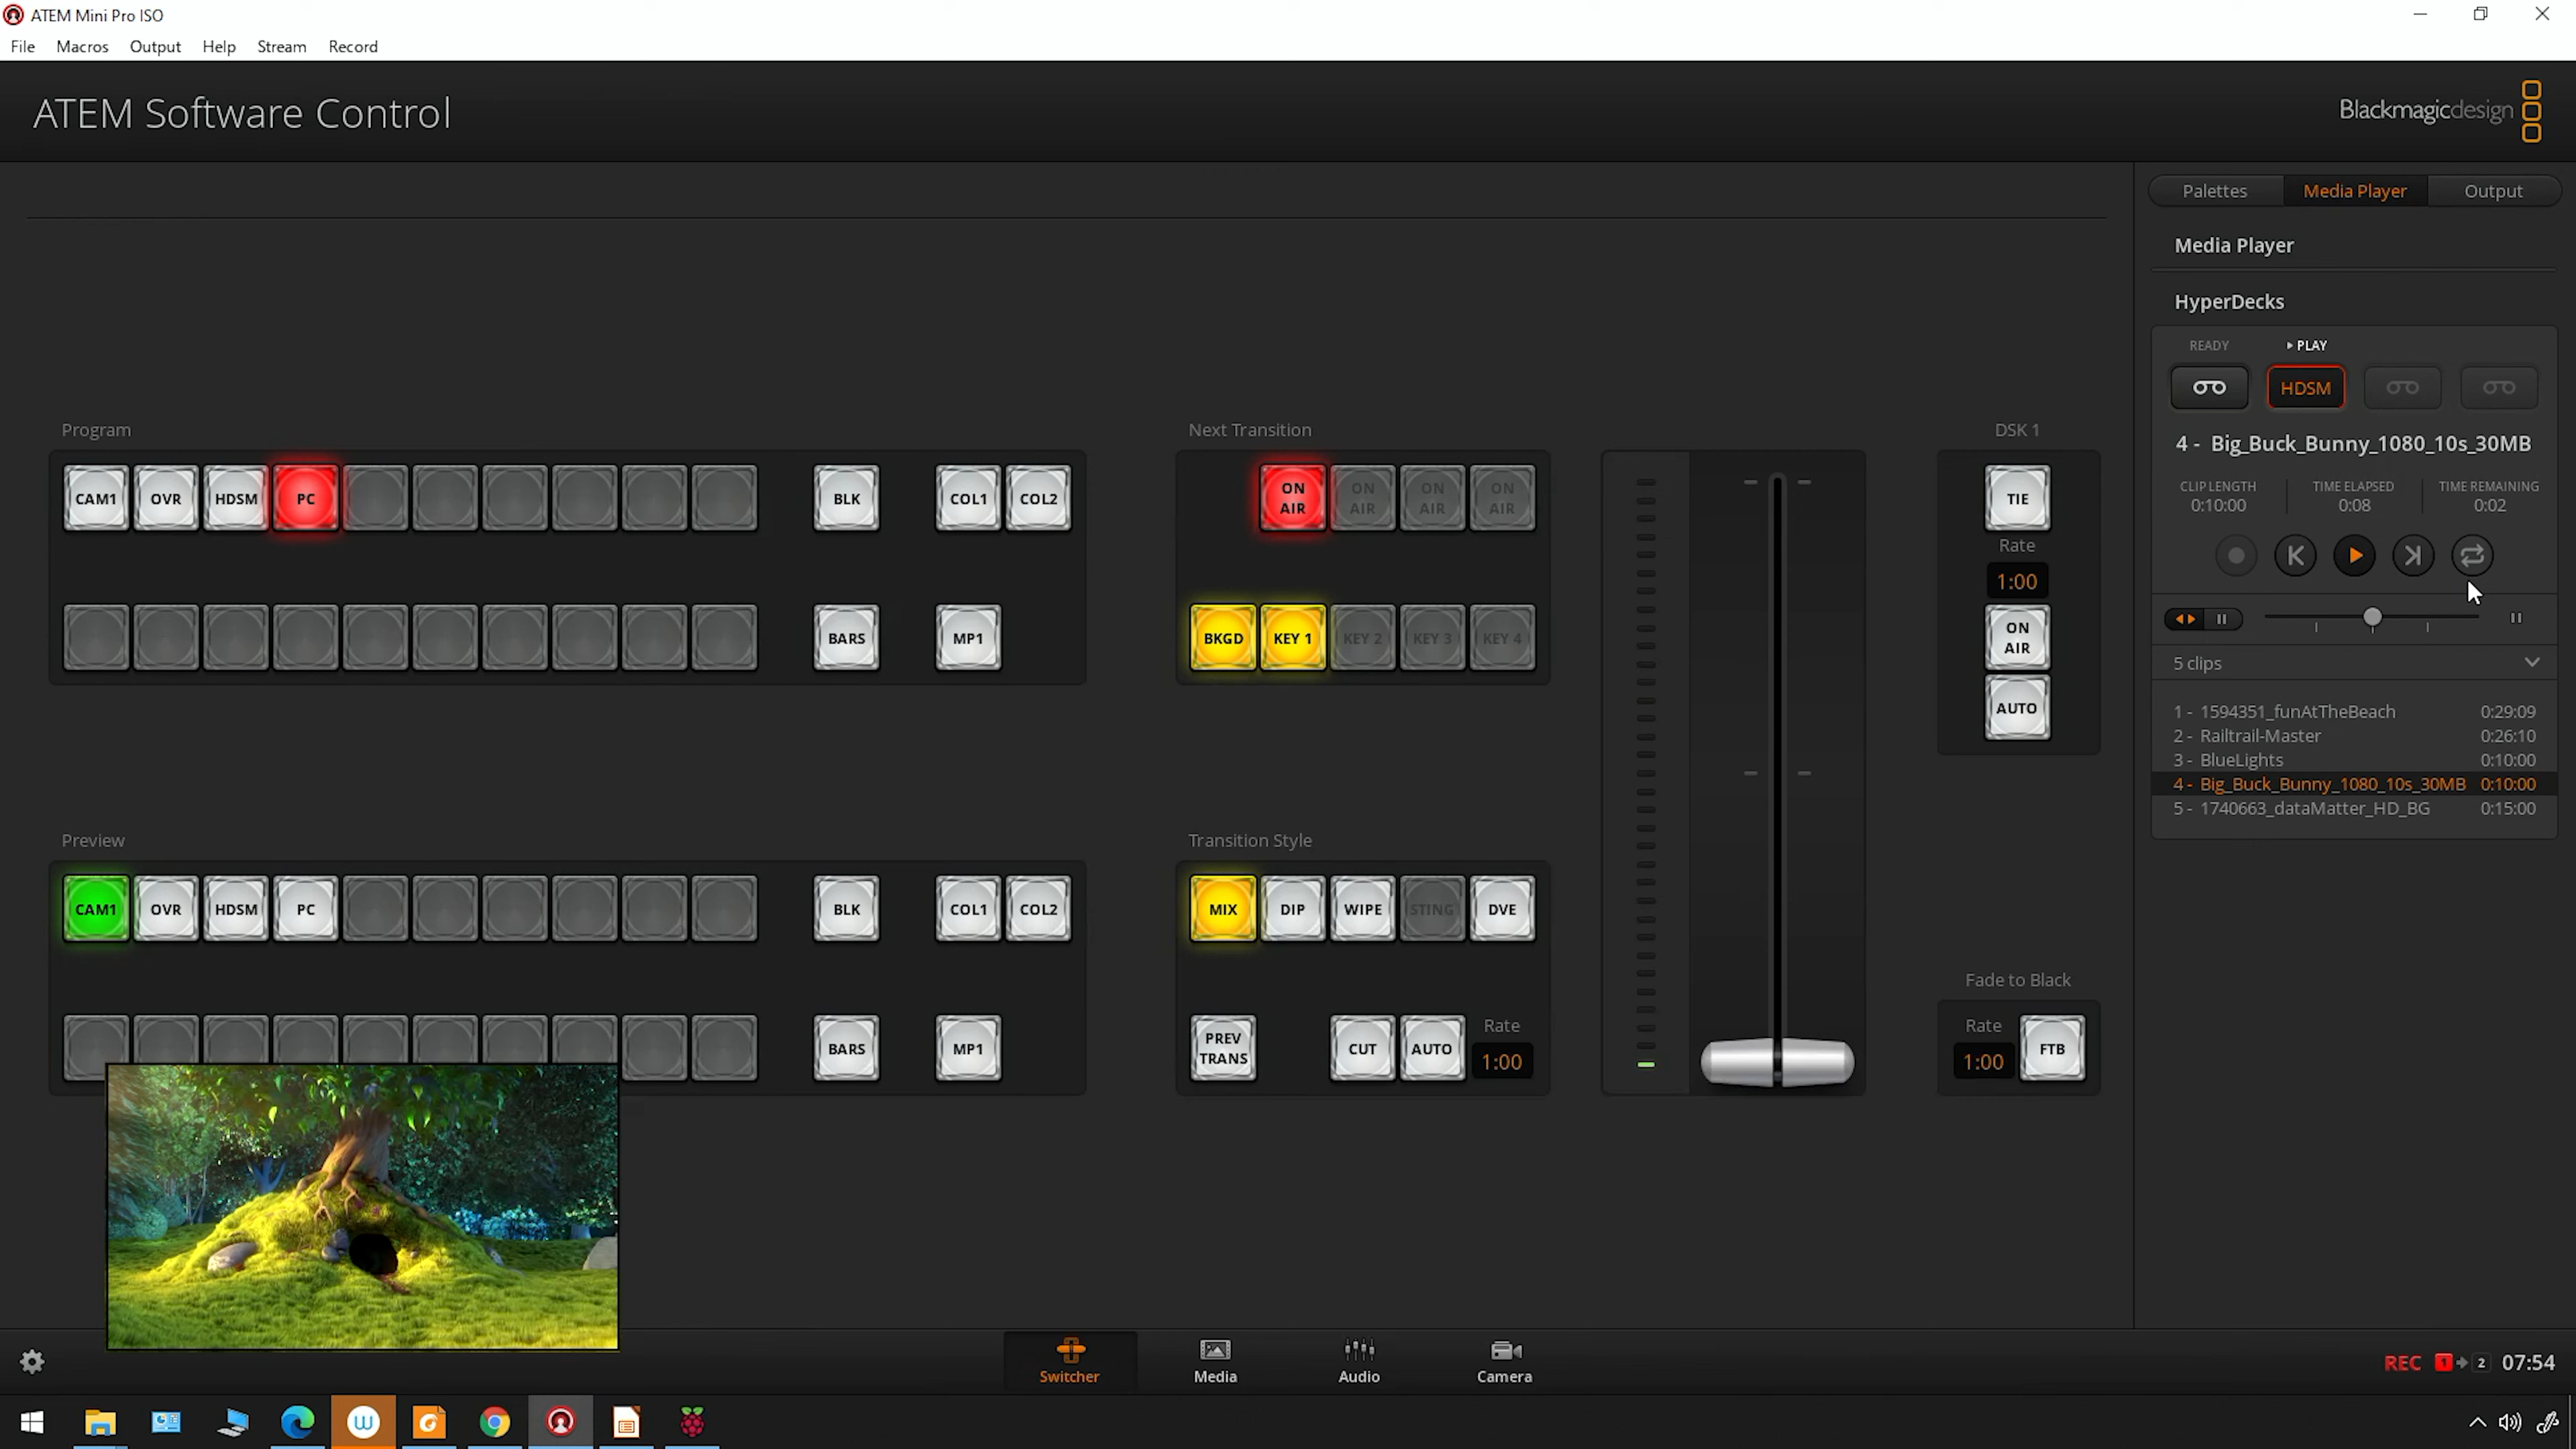 ATEM Mini Pro ISO
File Macros Output Help Stream Record
ATEM Software Control
Blackmagicdesign
Palettes Media Player Output
Media Player
HyperDecks
READY PLAY
HDSM
4 - Big_Buck_Bunny_1080_10s_30MB
CLIP LENGTH TIME ELAPSED TIME REMAINING
0:10:00 0:08 0:02
5 clips
1 - 1594351_funAtTheBeach 0:29:09
2 - Railtrail-Master 0:26:10
3 - BlueLights 0:10:00
4 - Big_Buck_Bunny_1080_10s_30MB 0:10:00
5 - 1740663_dataMatter_HD_BG 0:15:00
Program
CAM1 OVR HDSM PC BLK COL1 COL2
BARS MP1
Next Transition
ON AIR ON AIR ON AIR ON AIR
BKGD KEY 1 KEY 2 KEY 3 KEY 4
DSK 1
TIE
Rate
1:00
ON AIR
AUTO
Preview
CAM1 OVR HDSM PC BLK COL1 COL2
BARS MP1
Transition Style
MIX DIP WIPE STING DVE
PREV TRANS CUT AUTO Rate
1:00
Fade to Black
Rate
1:00 FTB
Switcher Media Audio Camera
REC 1 2 07:54